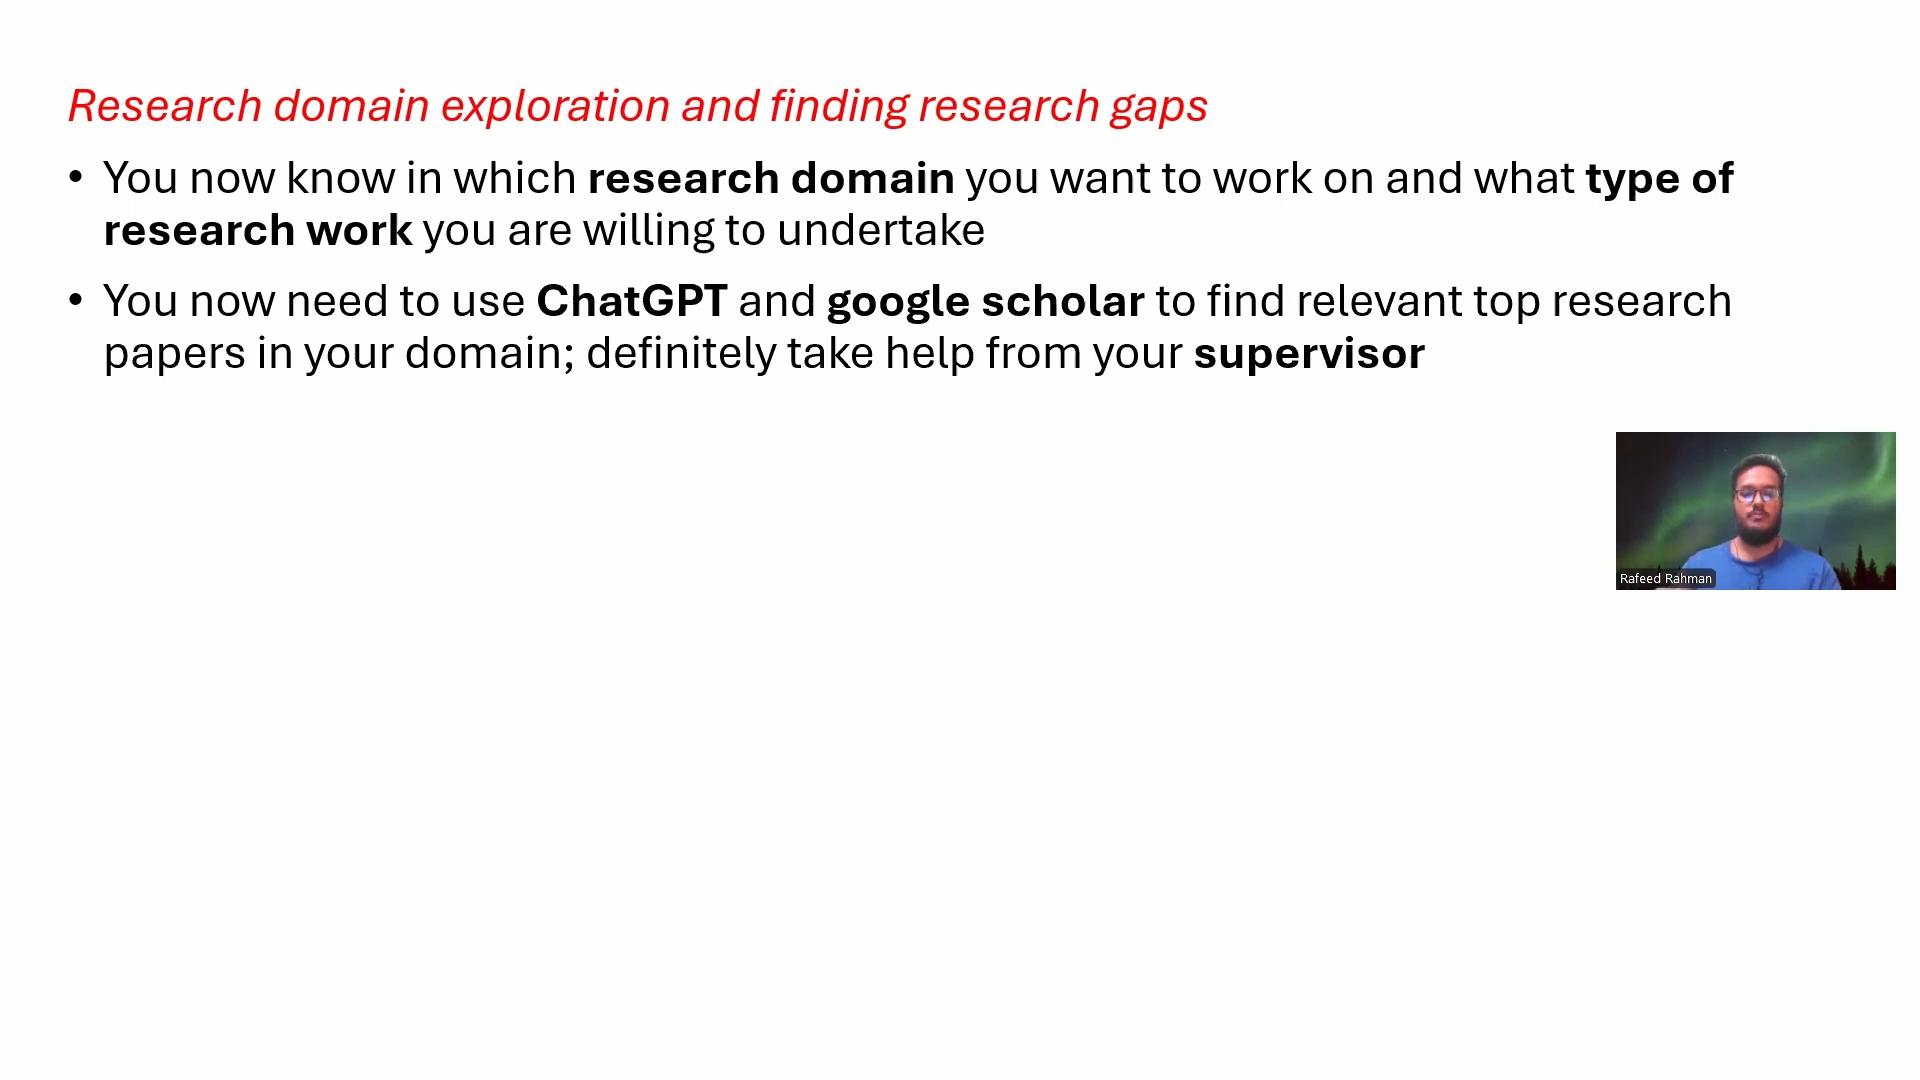 Research domain exploration and finding research gaps
• You now know in which research domain you want to work on and what type of
research work you are willing to undertake
• You now need to use ChatGPT and google scholar to find relevant top research
papers in your domain; definitely take help from your supervisor
Rafeed Rahman